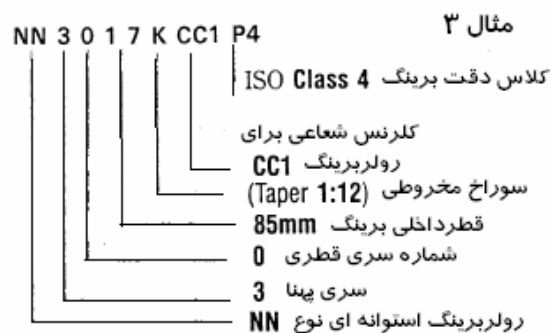 مثال ۳
NN 3 0 1 7 K CC1 P4
کلاس دقت برینگ ISO Class 4
کلرنس شعاعی برای
رولربرینگ CC1
سوراخ مخروطی (Taper 1:12)
قطرداخلی برینگ 85mm
شماره سری قطری 0
سری پهنا 3
رولربرینگ استوانه ای نوع NN